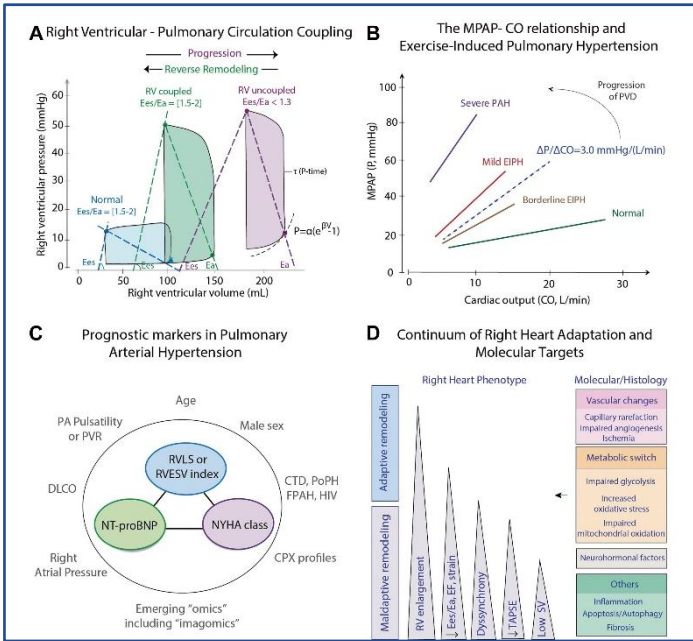 A Right Ventricular - Pulmonary Circulation Coupling
Progression
Reverse Remodeling
RV coupled
Ees/Ea = [1.5-2]
RV uncoupled
Ees/Ea < 1.3
Normal
Ees/Ea = [1.5-2]
τ (P-time)
P=α(e^βV-1)
Ees
Ees
Ees
Ea
Ea
Right ventricular pressure (mmHg)
60
50
40
30
20
10
0
0
50
100
150
200
Right ventricular volume (mL)
B The MPAP- CO relationship and
Exercise-Induced Pulmonary Hypertension
Progression
of PVD
Severe PAH
ΔP/ΔCO=3.0 mmHg/(L/min)
Mild EIPH
Borderline EIPH
Normal
MPAP (P, mmHg)
100
80
60
40
20
0
0
10
20
30
Cardiac output (CO, L/min)
C Prognostic markers in Pulmonary
Arterial Hypertension
Age
PA Pulsatility
or PVR
Male sex
RVLS or
RVESV index
DLCO
CTD, PoPH
FPAH, HIV
NT-proBNP
NYHA class
Right
Atrial Pressure
CPX profiles
Emerging "omics"
including "imagomics"
D Continuum of Right Heart Adaptation and
Molecular Targets
Right Heart Phenotype
Adaptive remodeling
Maldaptive remodeling
RV enlargement
↓ Ees/Ea, EF, strain
Dyssynchrony
↓TAPSE
Low SV
Molecular/Histology
Vascular changes
Capillary rarefaction
Impaired angiogenesis
Ischemia
Metabolic switch
Impaired glycolysis
Increased
oxidative stress
Impaired
mitochondrial oxidation
Neurohormonal factors
Others
Inflammation
Apoptosis/Autophagy
Fibrosis